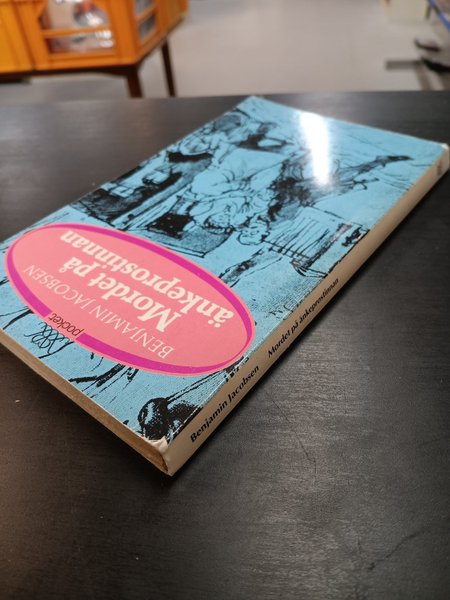 BENJAMIN JACOBSEN
Mordet på
änkeprostinnan
pocket
Benjamin Jacobsen Mordet på änkeprostinnan